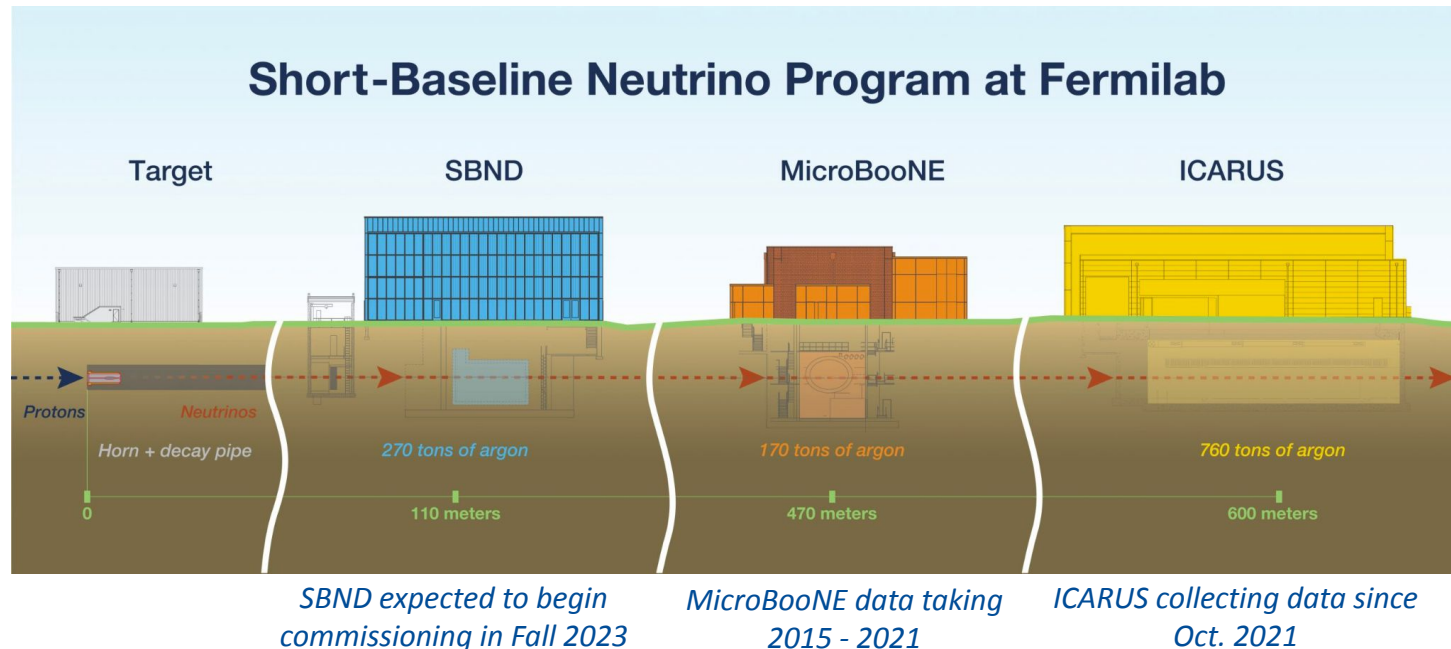 Short-Baseline Neutrino Program at Fermilab
Target
SBND
MicroBooNE
ICARUS
Protons
Neutrinos
Horn + decay pipe
270 tons of argon
170 tons of argon
760 tons of argon
0
110 meters
470 meters
600 meters
SBND expected to begin
commissioning in Fall 2023
MicroBooNE data taking
2015 - 2021
ICARUS collecting data since
Oct. 2021